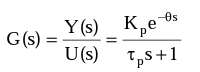 G(s) = Y(s)/U(s) = K_p e^{-θs}/(τ_p s+1)